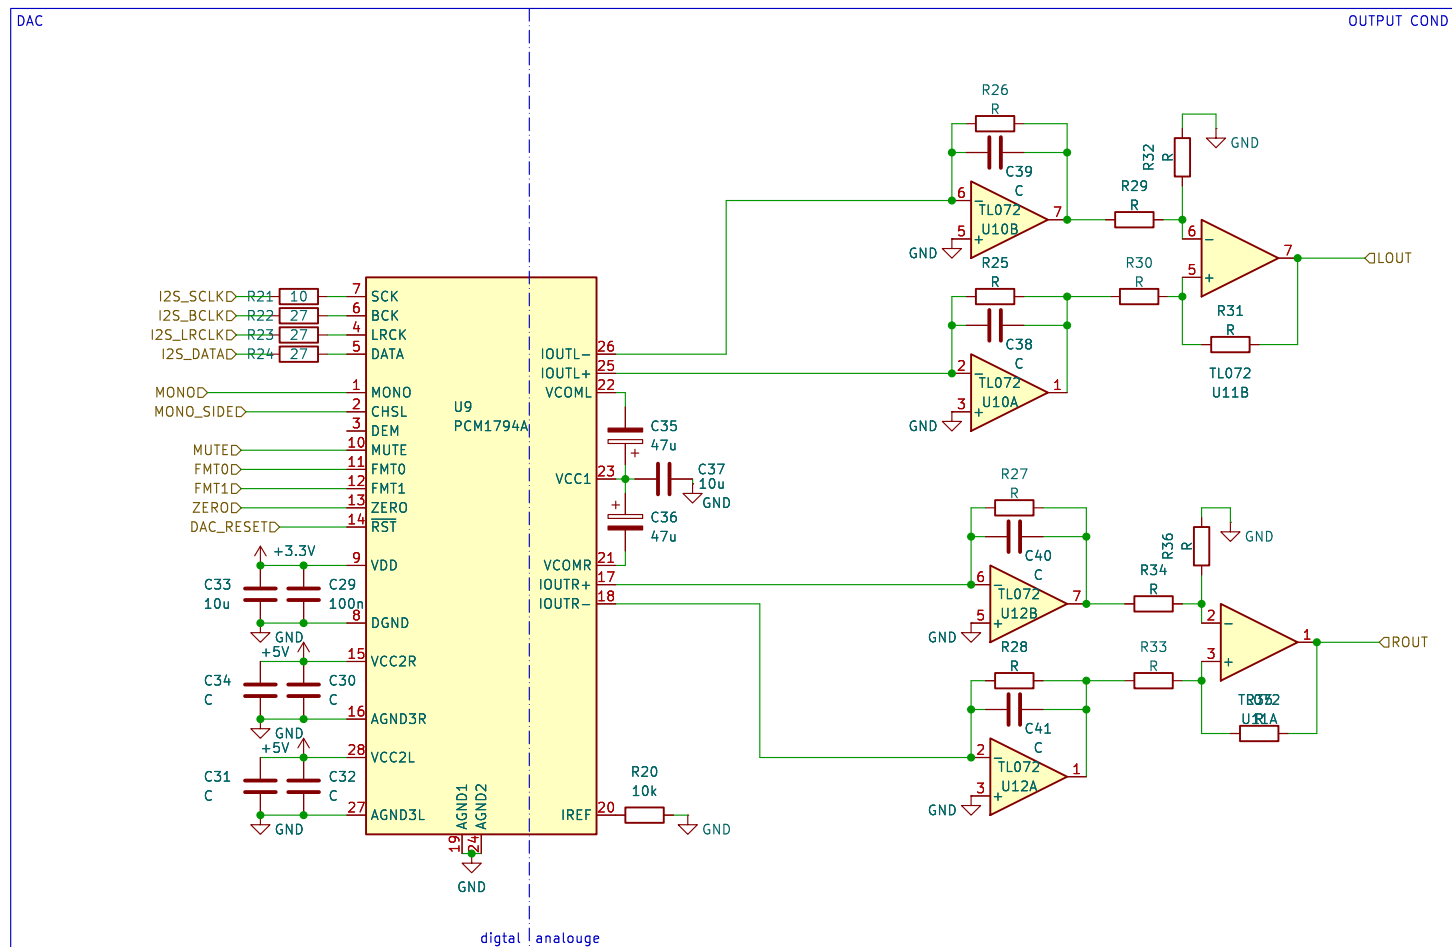 DAC
OUTPUT COND
R26
R
GND
R32
R
C39
C
R29
R
6
−
TL072
U10B
7
5
+
GND
6
−
7
5
+
LOUT
R25
R
R30
R
R31
R
C38
C
TL072
U11B
2
−
TL072
U10A
1
3
+
GND
I2S_SCLK
R21
10
7
SCK
I2S_BCLK
R22
27
6
BCK
I2S_LRCLK
R23
27
4
LRCK
I2S_DATA
R24
27
5
DATA
IOUTL−
26
IOUTL+
25
MONO
1
MONO
VCOML
22
MONO_SIDE
2
CHSL
U9
PCM1794A
3
DEM
C35
47u
+
MUTE
10
MUTE
FMT0
11
FMT0
VCC1
23
C37
10u
GND
FMT1
12
FMT1
ZERO
13
ZERO
+
C36
47u
DAC_RESET
14
RST
+3.3V
9
VDD
VCOMR
21
IOUTR+
17
IOUTR−
18
C33
10u
C29
100n
8
DGND
GND
R27
R
GND
R36
R
C40
C
R34
R
6
−
TL072
U12B
7
5
+
GND
2
−
1
3
+
ROUT
R28
R
R33
R
C41
C
TL072
U11A
R35
R
2
−
TL072
U12A
1
3
+
GND
+5V
15
VCC2R
C34
C
C30
C
16
AGND3R
GND
+5V
28
VCC2L
C31
C
C32
C
27
AGND3L
GND
AGND1
AGND2
19
24
GND
R20
10k
IREF
20
GND
digtal
analouge